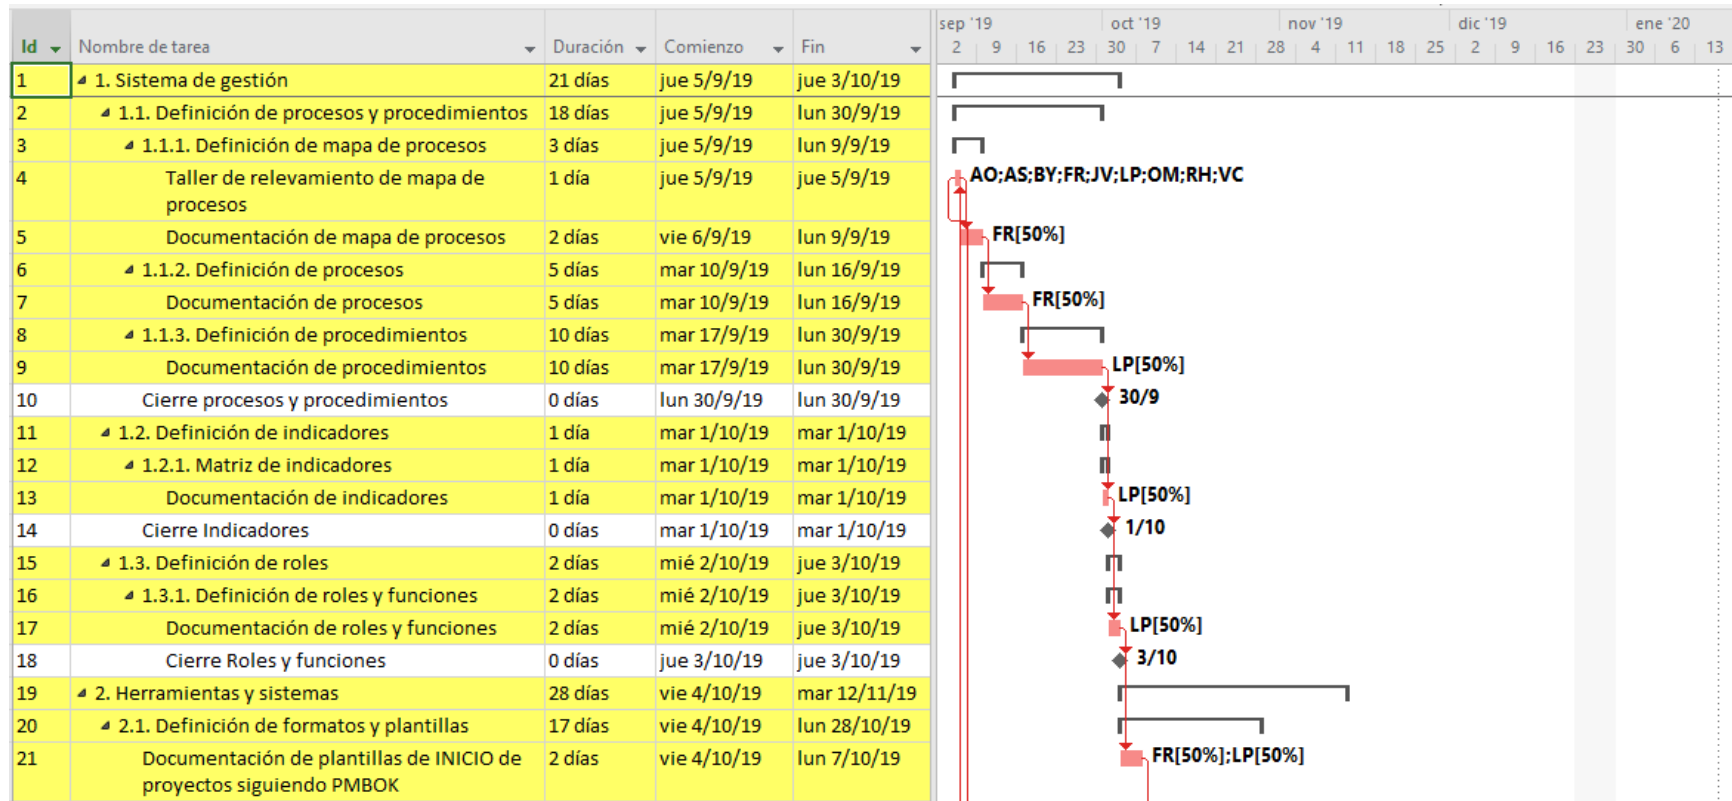 sep '19 oct '19 nov '19 dic '19 ene '20
Id Nombre de tarea Duración Comienzo Fin 2 9 16 23 30 7 14 21 28 4 11 18 25 2 9 16 23 30 6 13
1 1. Sistema de gestión 21 días jue 5/9/19 jue 3/10/19
2 1.1. Definición de procesos y procedimientos 18 días jue 5/9/19 lun 30/9/19
3 1.1.1. Definición de mapa de procesos 3 días jue 5/9/19 lun 9/9/19
4 Taller de relevamiento de mapa de 1 día jue 5/9/19 jue 5/9/19 AO;AS;BY;FR;JV;LP;OM;RH;VC
procesos
5 Documentación de mapa de procesos 2 días vie 6/9/19 lun 9/9/19 FR[50%]
6 1.1.2. Definición de procesos 5 días mar 10/9/19 lun 16/9/19
7 Documentación de procesos 5 días mar 10/9/19 lun 16/9/19 FR[50%]
8 1.1.3. Definición de procedimientos 10 días mar 17/9/19 lun 30/9/19
9 Documentación de procedimientos 10 días mar 17/9/19 lun 30/9/19 LP[50%]
10 Cierre procesos y procedimientos 0 días lun 30/9/19 lun 30/9/19 30/9
11 1.2. Definición de indicadores 1 día mar 1/10/19 mar 1/10/19
12 1.2.1. Matriz de indicadores 1 día mar 1/10/19 mar 1/10/19
13 Documentación de indicadores 1 día mar 1/10/19 mar 1/10/19 LP[50%]
14 Cierre Indicadores 0 días mar 1/10/19 mar 1/10/19 1/10
15 1.3. Definición de roles 2 días mié 2/10/19 jue 3/10/19
16 1.3.1. Definición de roles y funciones 2 días mié 2/10/19 jue 3/10/19
17 Documentación de roles y funciones 2 días mié 2/10/19 jue 3/10/19 LP[50%]
18 Cierre Roles y funciones 0 días jue 3/10/19 jue 3/10/19 3/10
19 2. Herramientas y sistemas 28 días vie 4/10/19 mar 12/11/19
20 2.1. Definición de formatos y plantillas 17 días vie 4/10/19 lun 28/10/19
21 Documentación de plantillas de INICIO de 2 días vie 4/10/19 lun 7/10/19 FR[50%];LP[50%]
proyectos siguiendo PMBOK